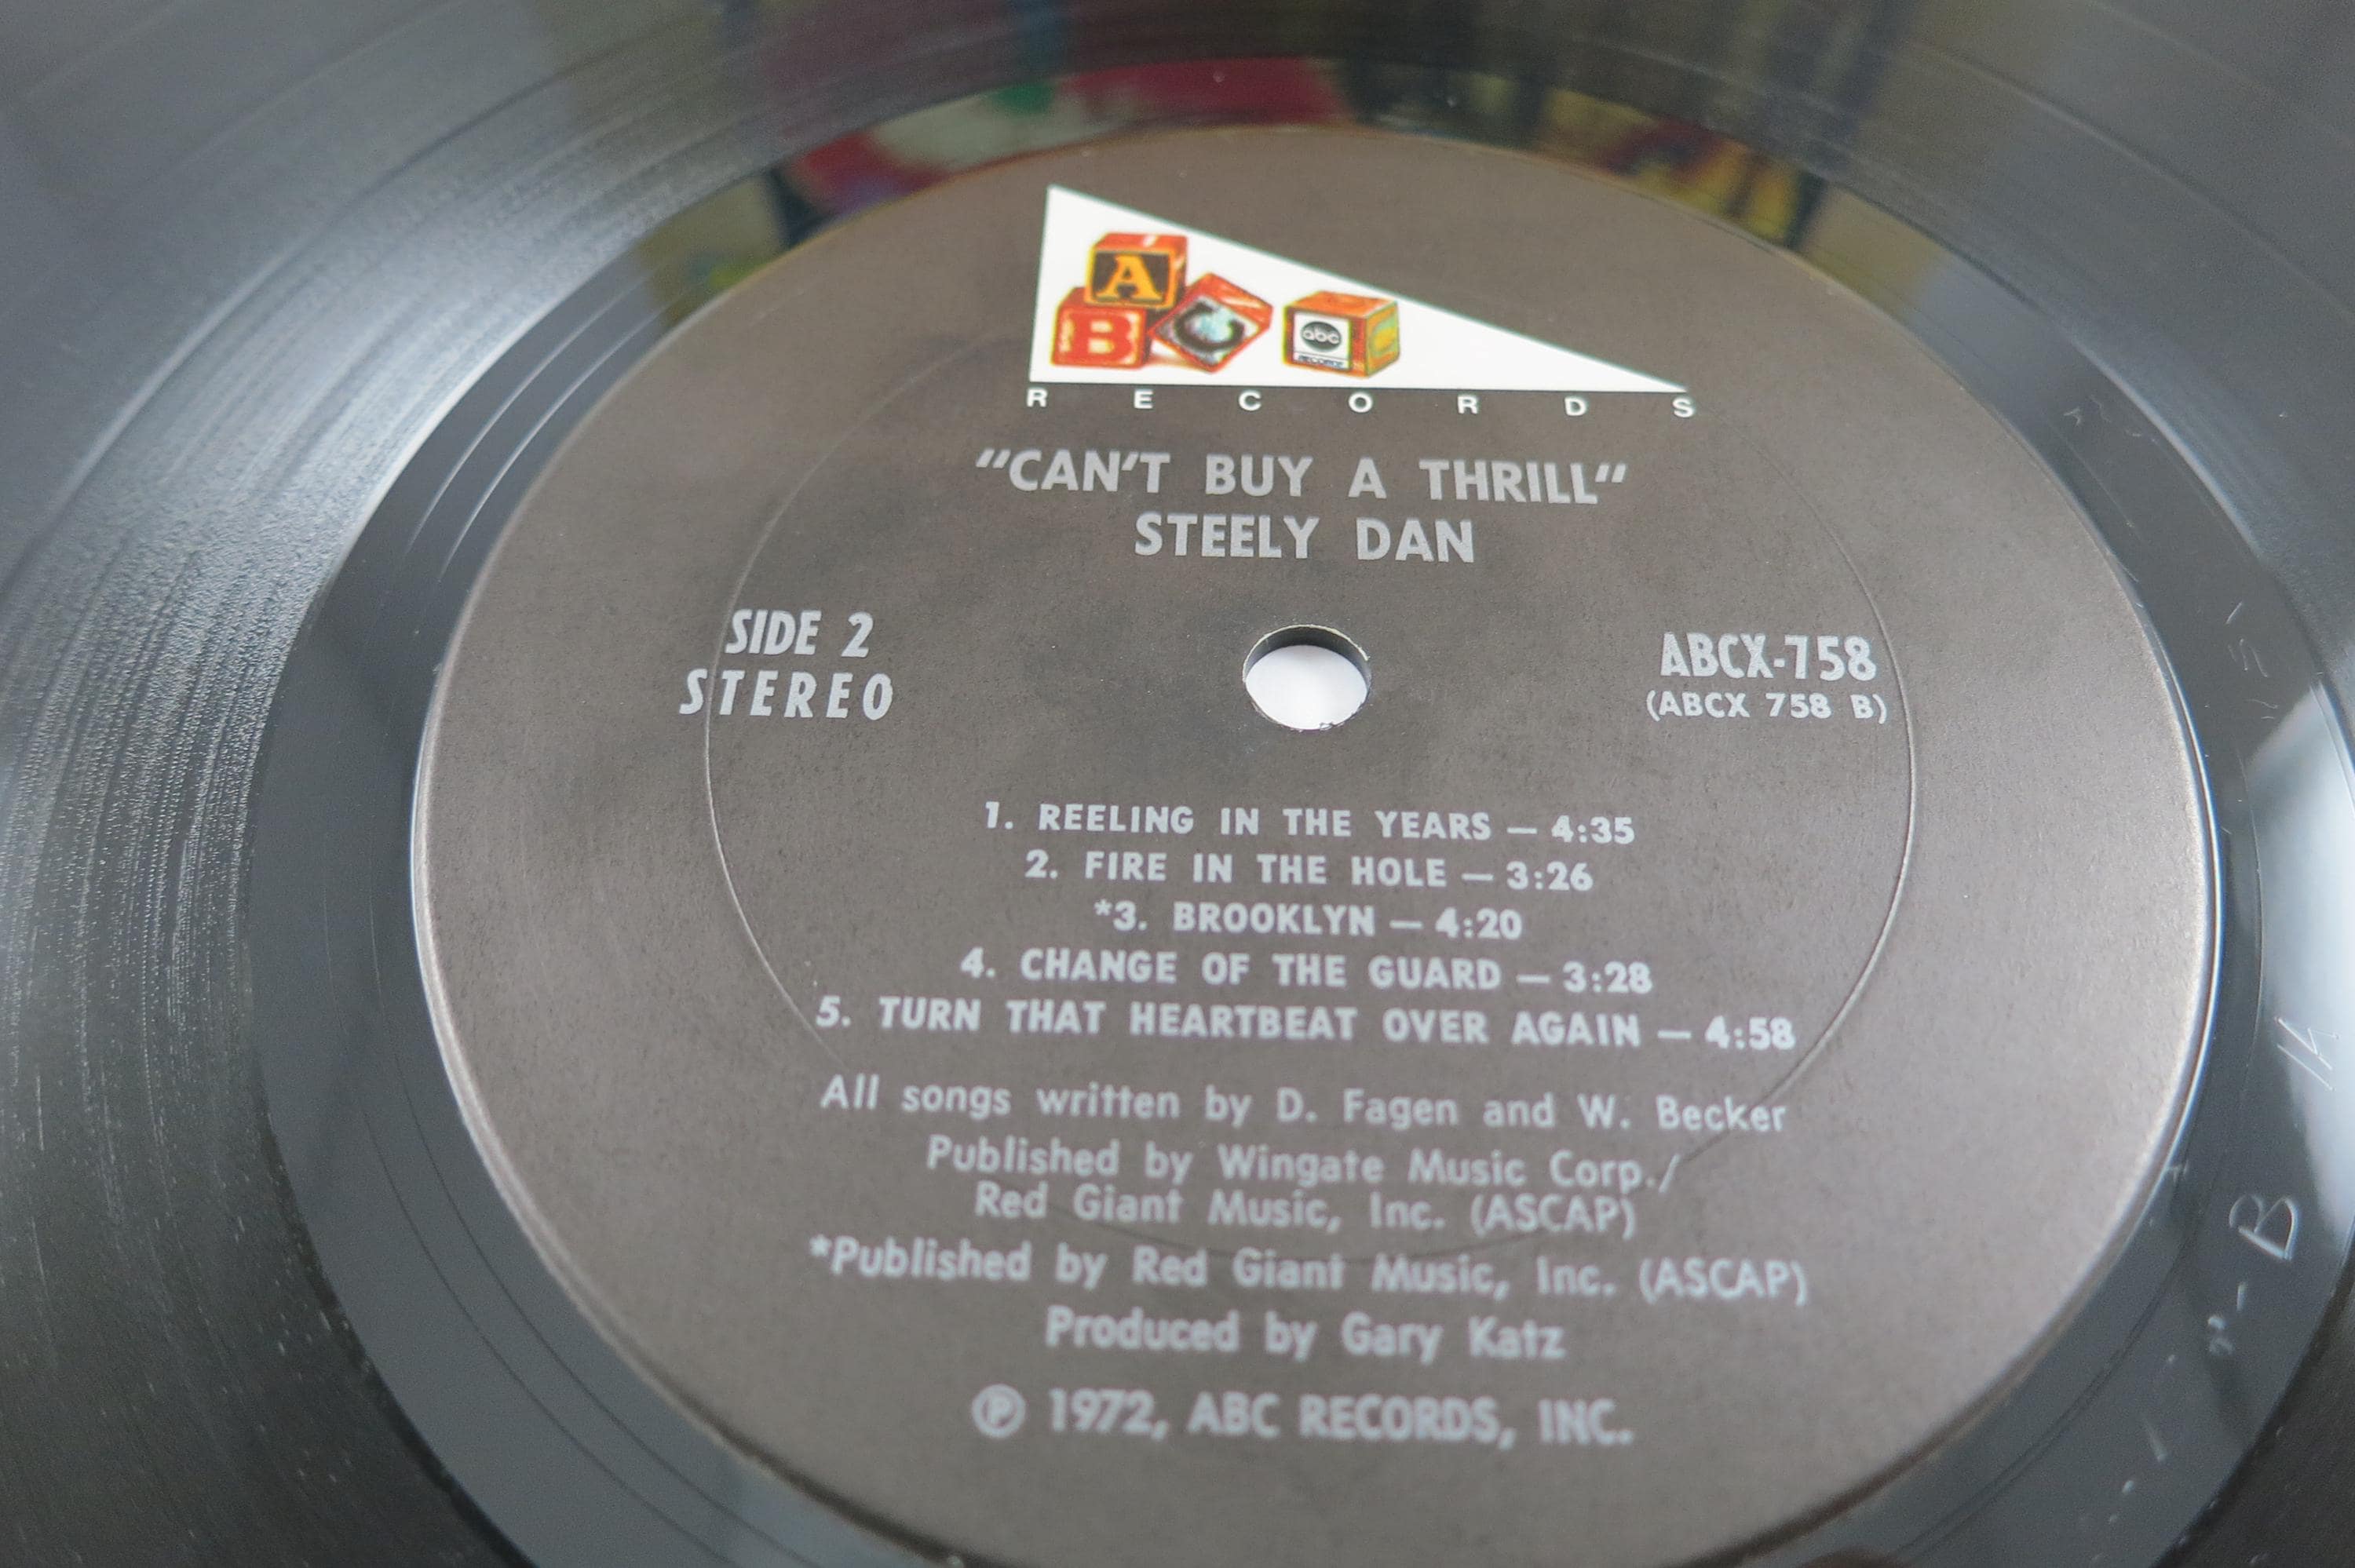 A
B C abc
RECORDS
"CAN'T BUY A THRILL"
STEELY DAN
SIDE 2
STEREO
ABCX-758
(ABCX 758 B)
1. REELING IN THE YEARS — 4:35
2. FIRE IN THE HOLE — 3:26
*3. BROOKLYN — 4:20
4. CHANGE OF THE GUARD — 3:28
5. TURN THAT HEARTBEAT OVER AGAIN — 4:58
All songs written by D. Fagen and W. Becker
Published by Wingate Music Corp./
Red Giant Music, Inc. (ASCAP)
*Published by Red Giant Music, Inc. (ASCAP)
Produced by Gary Katz
℗ 1972, ABC RECORDS, INC.